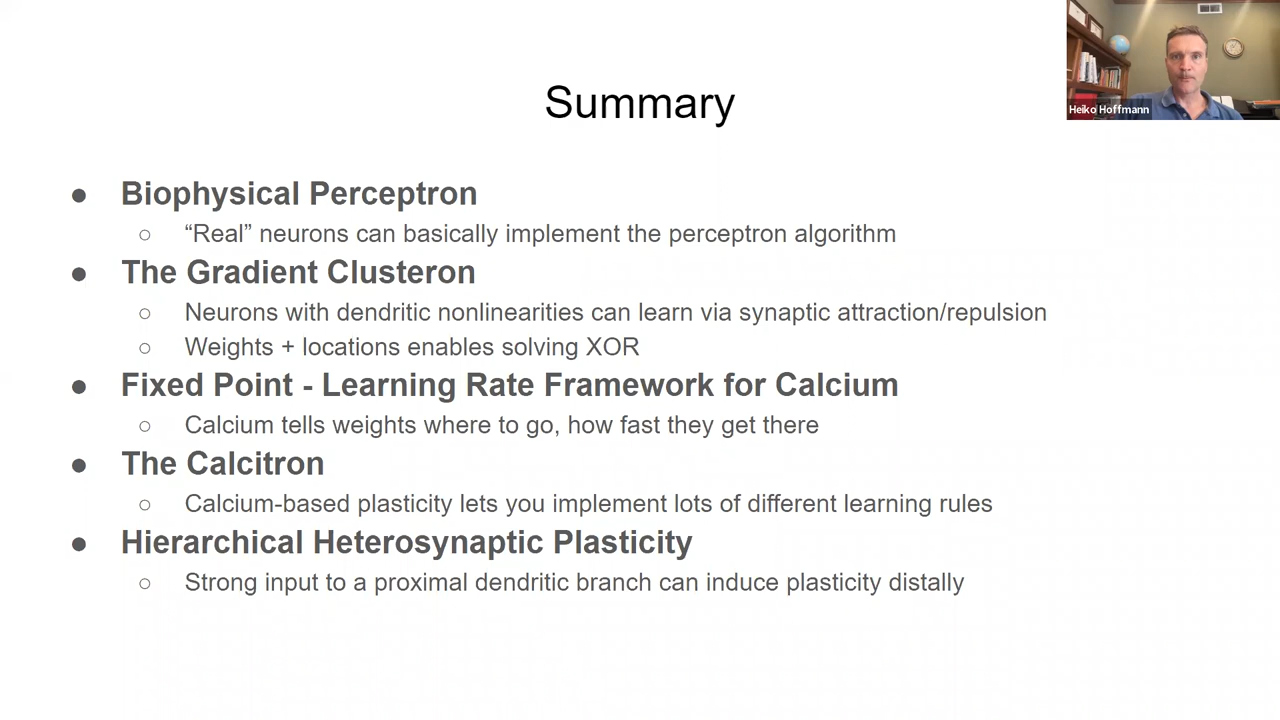 Summary
● Biophysical Perceptron
○ “Real” neurons can basically implement the perceptron algorithm
● The Gradient Clusteron
○ Neurons with dendritic nonlinearities can learn via synaptic attraction/repulsion
○ Weights + locations enables solving XOR
● Fixed Point - Learning Rate Framework for Calcium
○ Calcium tells weights where to go, how fast they get there
● The Calcitron
○ Calcium-based plasticity lets you implement lots of different learning rules
● Hierarchical Heterosynaptic Plasticity
○ Strong input to a proximal dendritic branch can induce plasticity distally
Heiko Hoffmann